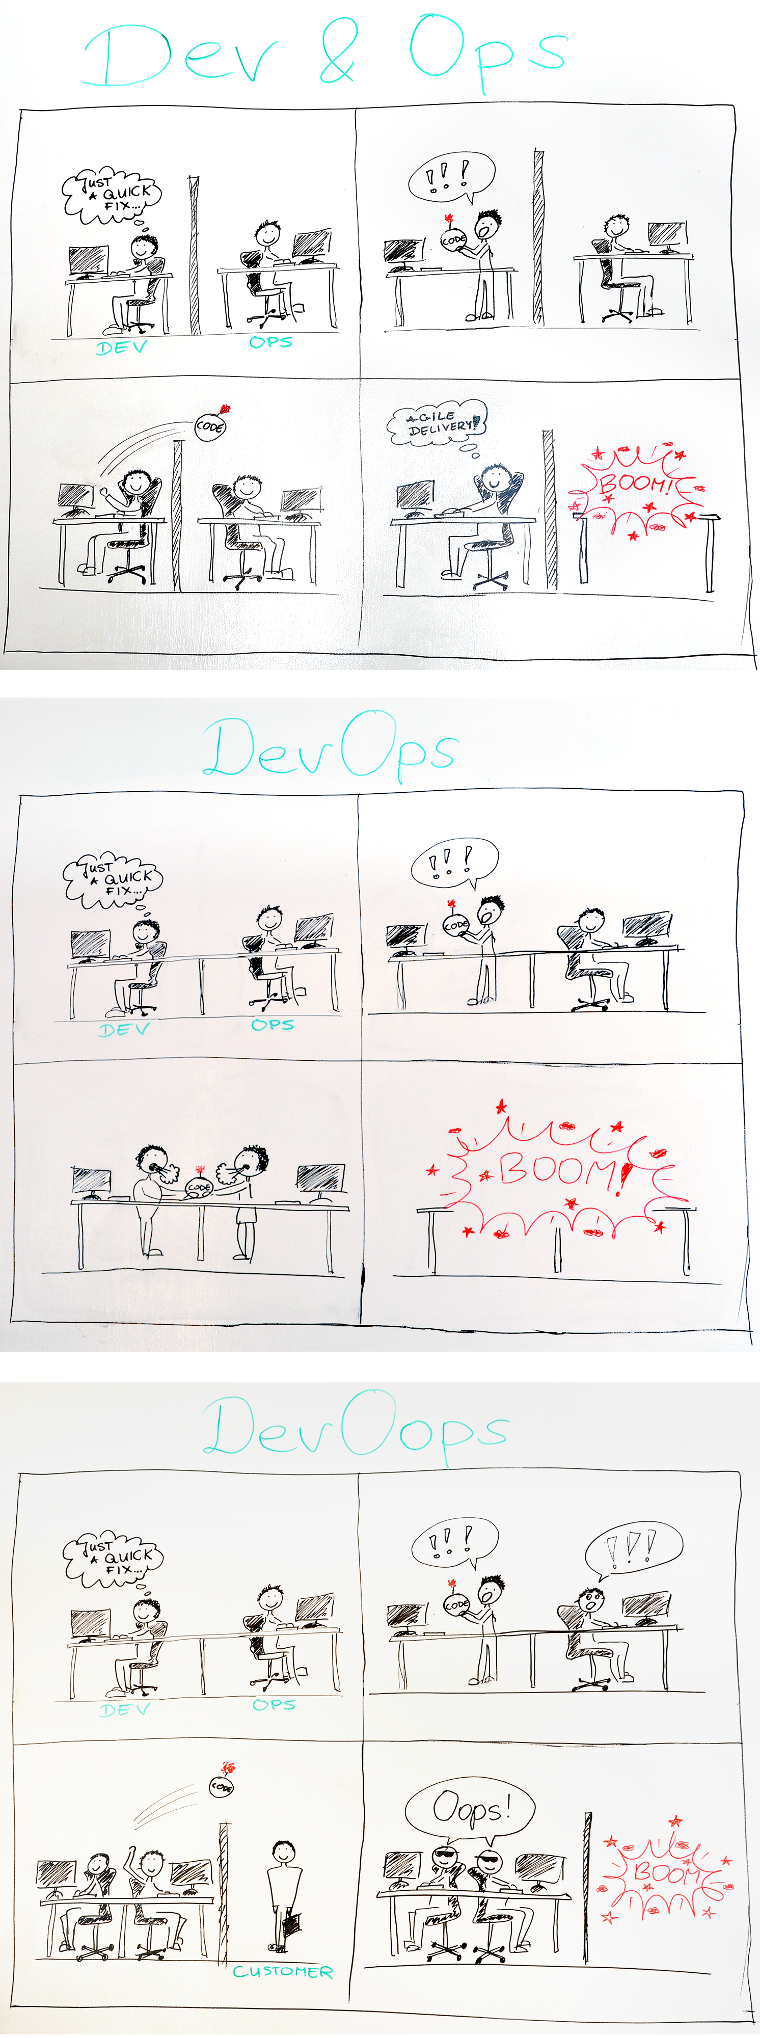 Dev & Ops
JUST
A QUICK
FIX...
DEV
OPS
!!!
CODE
CODE
AGILE
DELIVERY!
BOOM!
DevOps
JUST
A QUICK
FIX...
DEV
OPS
!!!
CODE
CODE
BOOM!
DevOops
JUST
A QUICK
FIX...
DEV
OPS
!!!
!!!
CODE
CODE
CUSTOMER
Oops!
BOOM